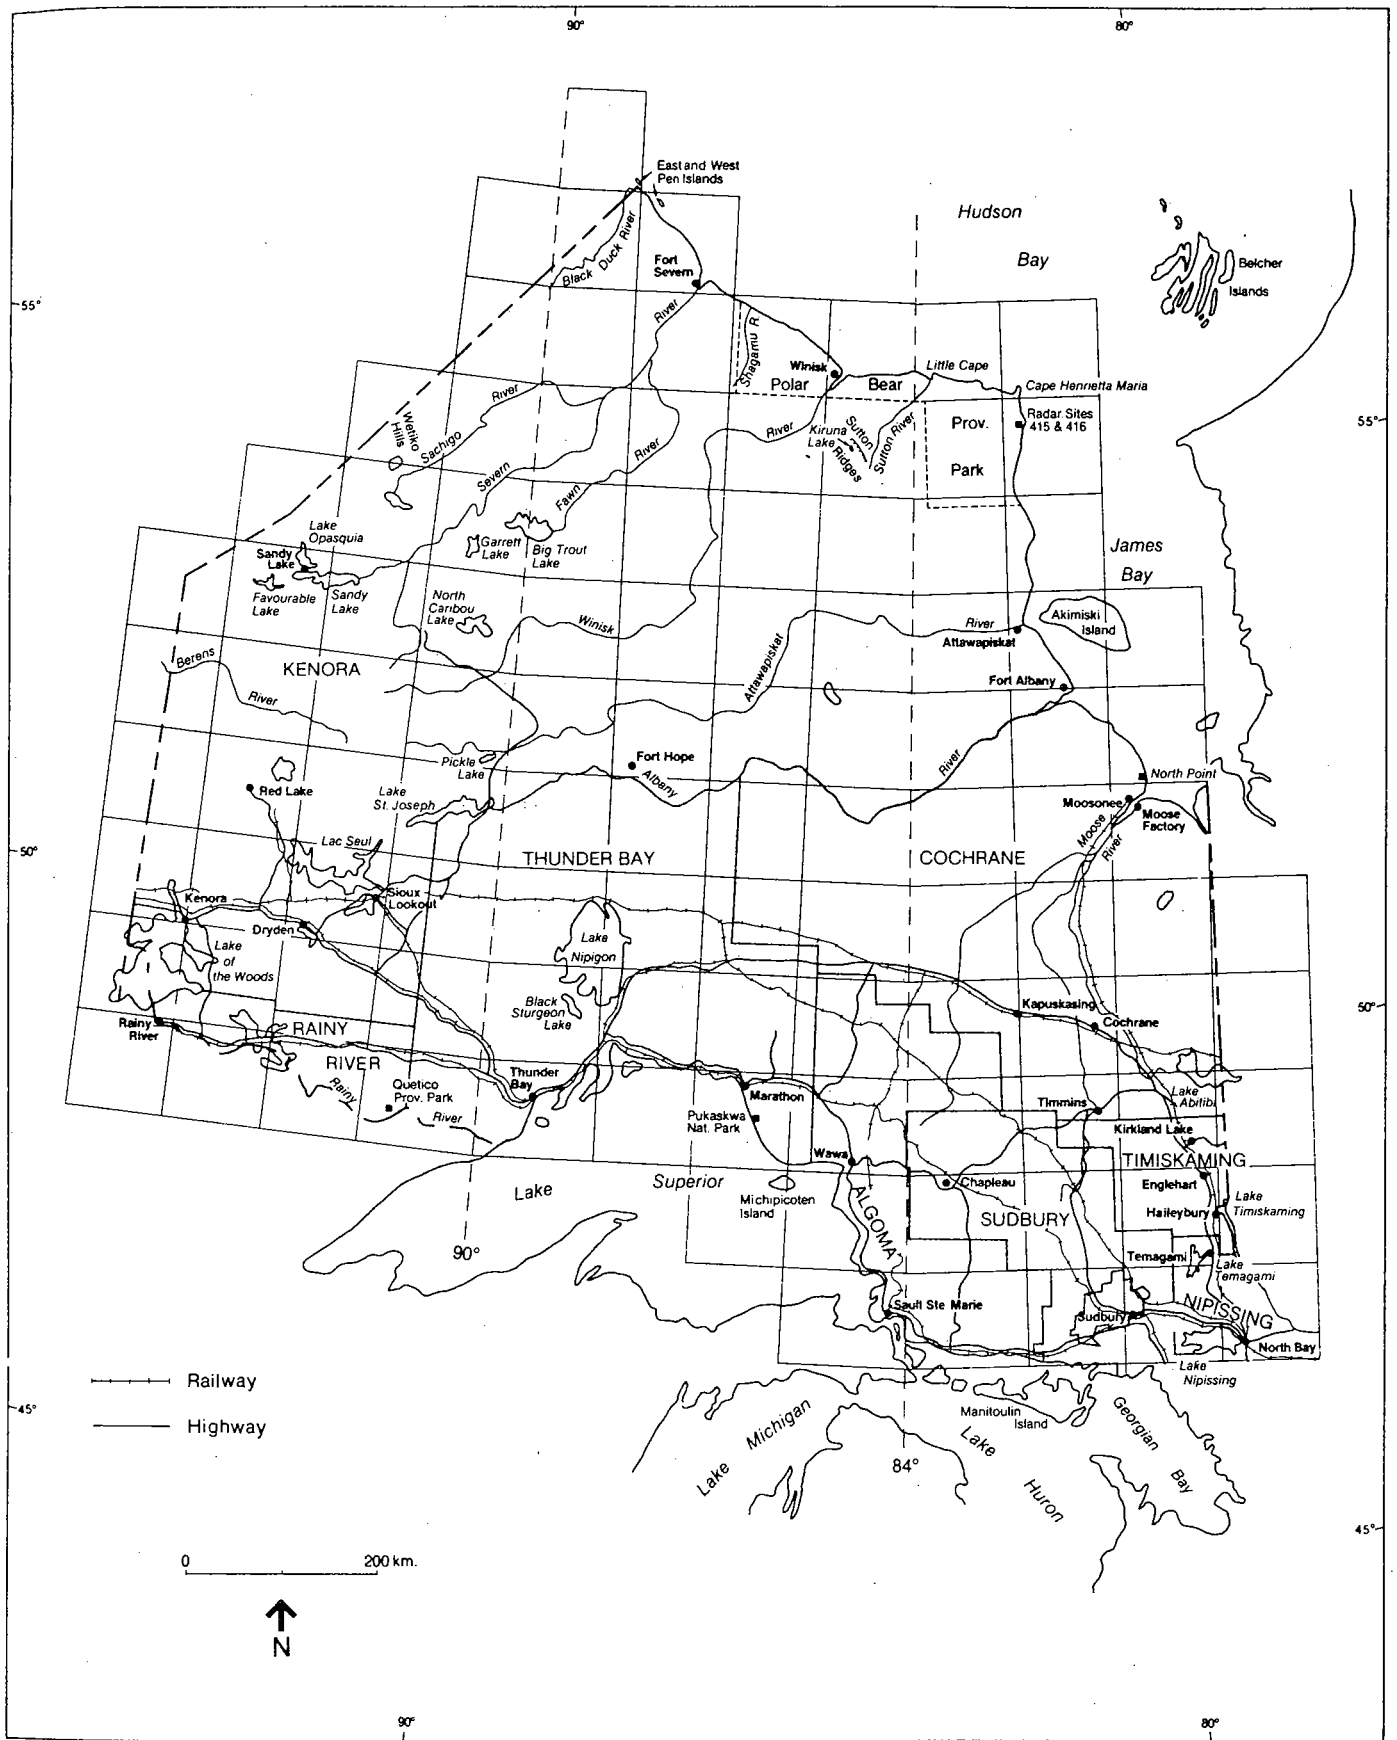 90°
80°
East and West
Pen Islands
Hudson
Bay
Black Duck River
Fort
Severn
Belcher
Islands
55°
River
Shagamu R.
Winisk
Little Cape
Polar
Bear
Cape Henrietta Maria
River
Wetiko
Hills
Sachigo
River
Kiruna
Lake
Sutton
Ridges
Sutton River
Prov.
Park
Radar Sites
415 & 416
55°
Severn
Fawn
River
Lake
Opasquia
Sandy
Lake
Garrett
Lake
Big Trout
Lake
James
Bay
Favourable
Lake
Sandy
Lake
North
Caribou
Lake
Winisk
River
Attawapiskat
Akimiski
Island
Berens
River
KENORA
Attawapiskat
Fort Albany
Pickle
Lake
Fort Hope
Albany
River
North Point
Red Lake
Lake
St. Joseph
Moosonee
Moose
Factory
Moose
River
50°
Lac Seul
THUNDER BAY
COCHRANE
Kenora
Sioux
Lookout
Dryden
Lake
of
the Woods
Lake
Nipigon
Black
Sturgeon
Lake
Kapuskasing
Cochrane
50°
Rainy
River
RAINY
RIVER
Rainy
River
Quetico
Prov. Park
Thunder
Bay
Marathon
Pukaskwa
Nat. Park
Timmins
Lake
Abitibi
Kirkland Lake
Wawa
TIMISKAMING
Chapleau
Englehart
Lake
Superior
Michipicoten
Island
ALGOMA
SUDBURY
Haileybury
Lake
Timiskaming
90°
Temagami
Lake
Temagami
Sault Ste Marie
Sudbury
NIPISSING
North Bay
Lake
Nipissing
Railway
Highway
45°
Lake Michigan
Manitoulin
Island
Lake
Huron
Georgian
Bay
84°
45°
0
200 km.
N
90°
80°